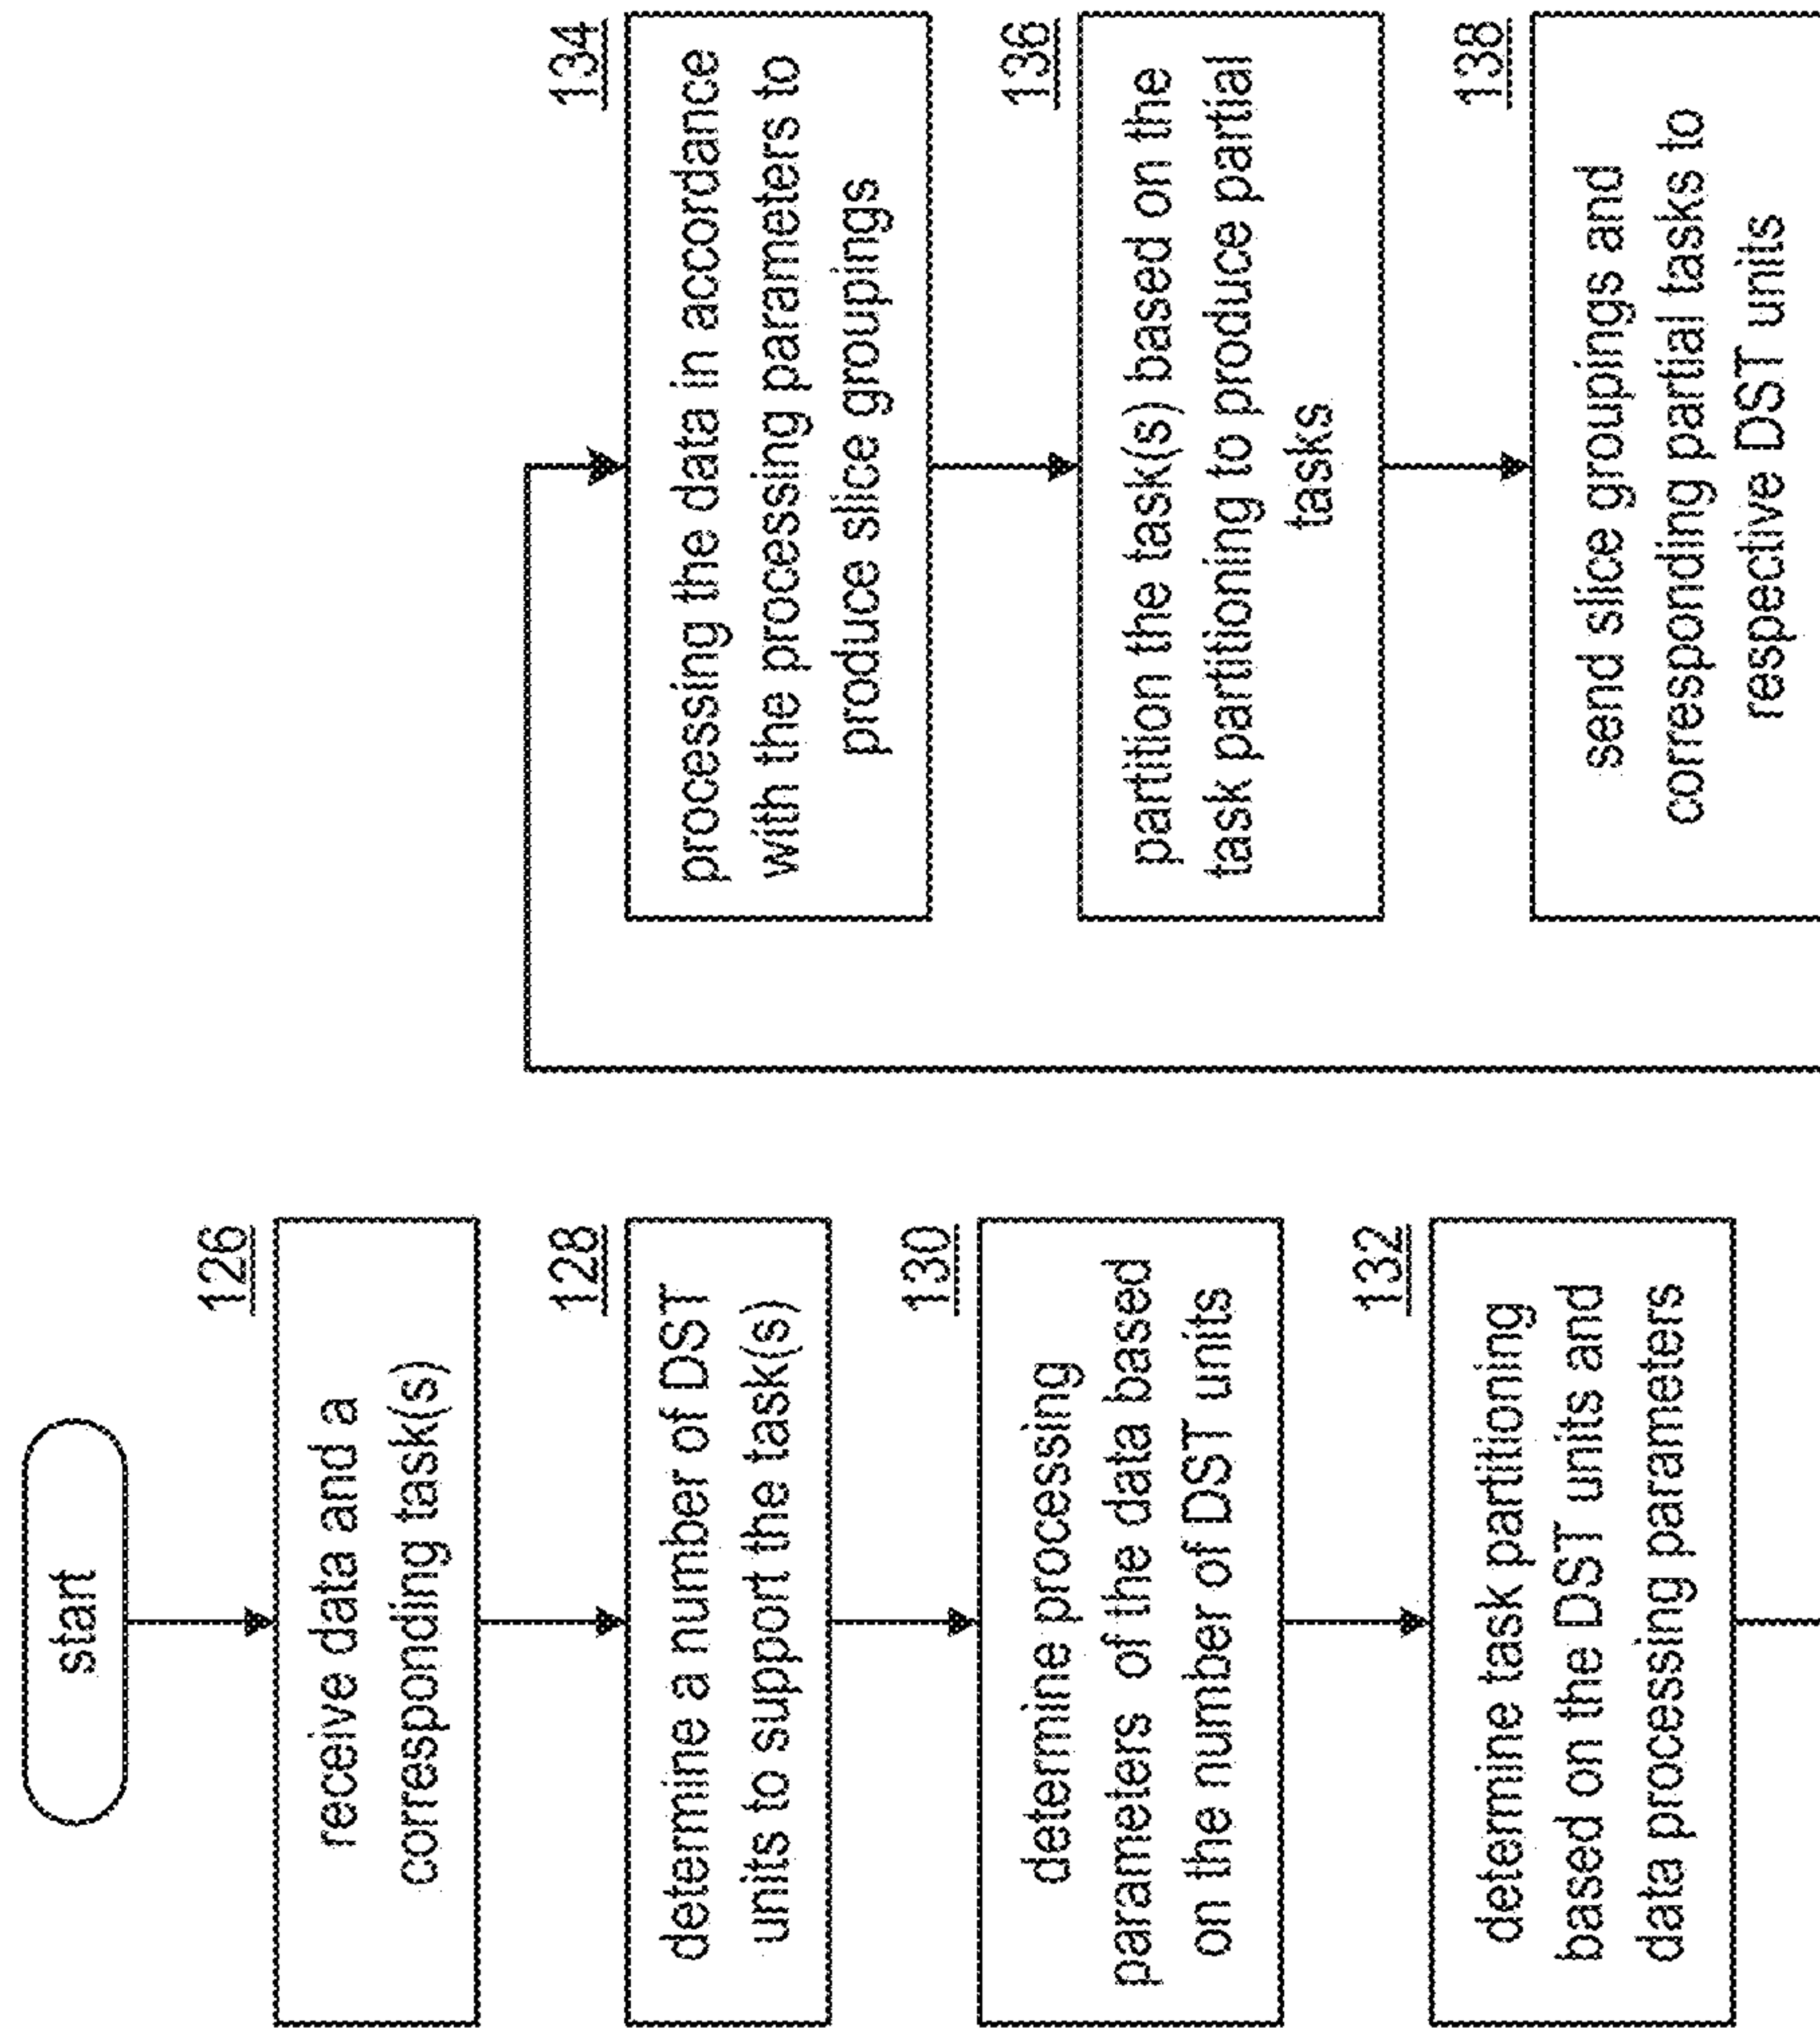 start
126
receive data and a
corresponding task(s)
128
determine a number of DST
units to support the task(s)
130
determine processing
parameters of the data based
on the number of DST units
132
determine task partitioning
based on the DST units and
data processing parameters
134
processing the data in accordance
with the processing parameters to
produce slice groupings
136
partition the task(s) based on the
task partitioning to produce partial
tasks
138
send slice groupings and
corresponding partial tasks to
respective DST units